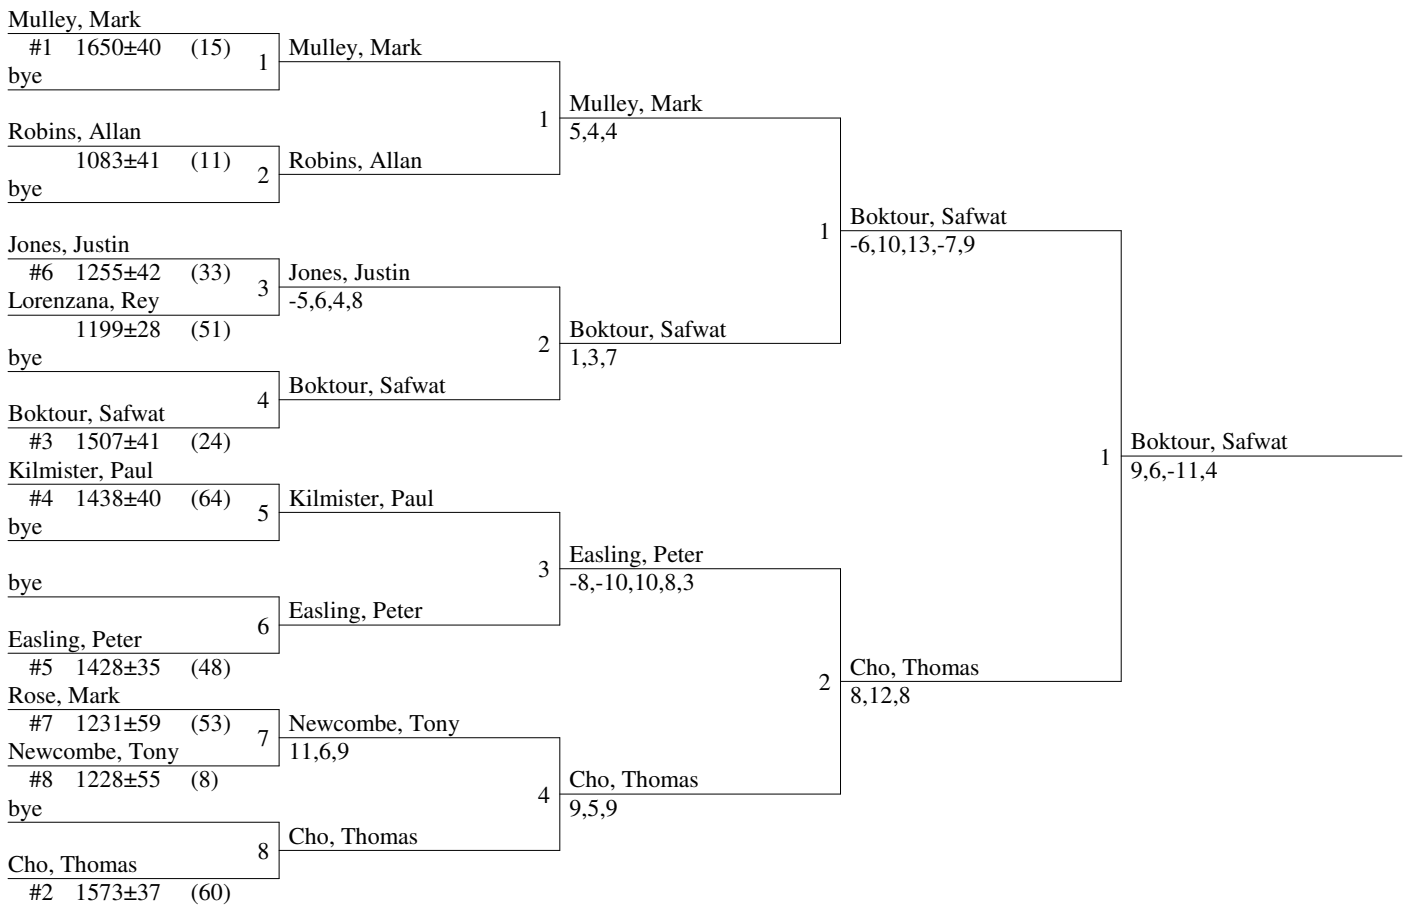 Mulley, Mark
#1 1650±40 (15)
bye
1
Mulley, Mark
Robins, Allan
1083±41 (11)
bye
2
Robins, Allan
1
Mulley, Mark
5,4,4
Jones, Justin
#6 1255±42 (33)
Lorenzana, Rey
1199±28 (51)
3
Jones, Justin
-5,6,4,8
bye
Boktour, Safwat
#3 1507±41 (24)
4
Boktour, Safwat
2
Boktour, Safwat
1,3,7
1
Boktour, Safwat
-6,10,13,-7,9
Kilmister, Paul
#4 1438±40 (64)
bye
5
Kilmister, Paul
bye
Easling, Peter
#5 1428±35 (48)
6
Easling, Peter
3
Easling, Peter
-8,-10,10,8,3
Rose, Mark
#7 1231±59 (53)
Newcombe, Tony
#8 1228±55 (8)
7
Newcombe, Tony
11,6,9
bye
Cho, Thomas
#2 1573±37 (60)
8
Cho, Thomas
4
Cho, Thomas
9,5,9
2
Cho, Thomas
8,12,8
1
Boktour, Safwat
9,6,-11,4